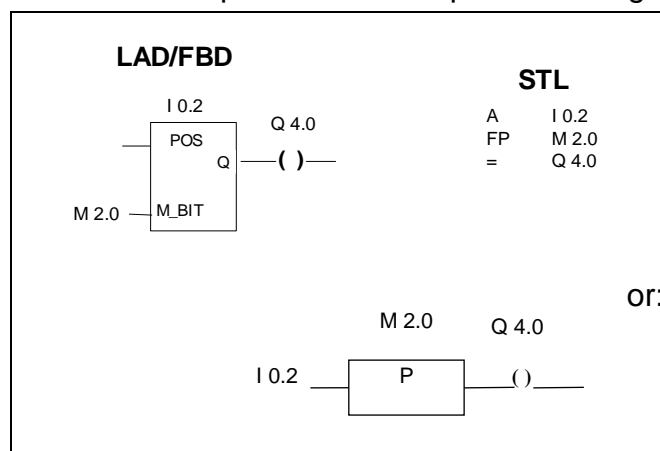 LAD/FBD
STL
I 0.2
POS
Q 4.0
Q
( )
M 2.0
M_BIT
A I 0.2
FP M 2.0
= Q 4.0
or:
M 2.0 Q 4.0
I 0.2 P ( )